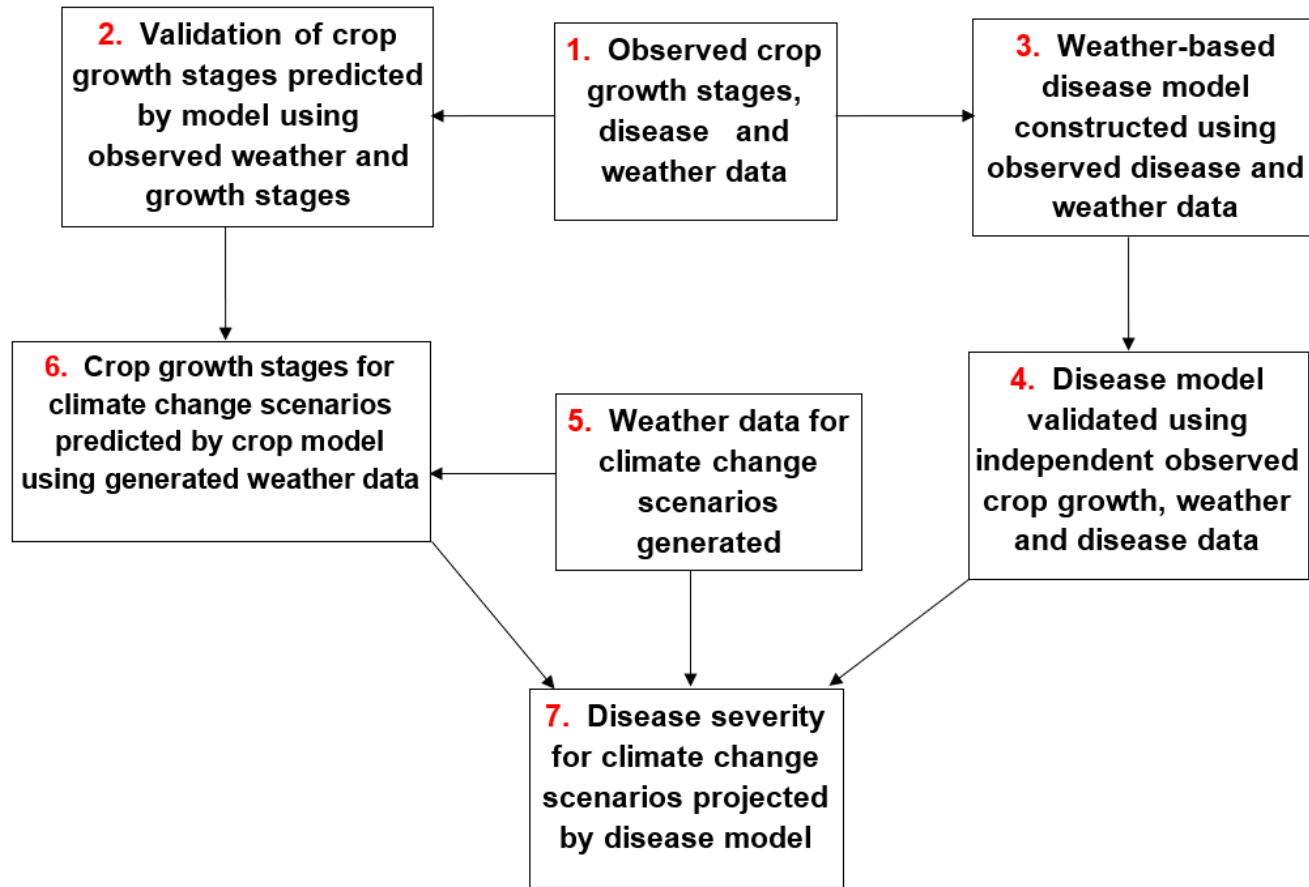 2. Validation of crop
growth stages predicted
by model using
observed weather and
growth stages
1. Observed crop
growth stages,
disease and
weather data
3. Weather-based
disease model
constructed using
observed disease and
weather data
6. Crop growth stages for
climate change scenarios
predicted by crop model
using generated weather data
5. Weather data for
climate change
scenarios
generated
4. Disease model
validated using
independent observed
crop growth, weather
and disease data
7. Disease severity
for climate change
scenarios projected
by disease model